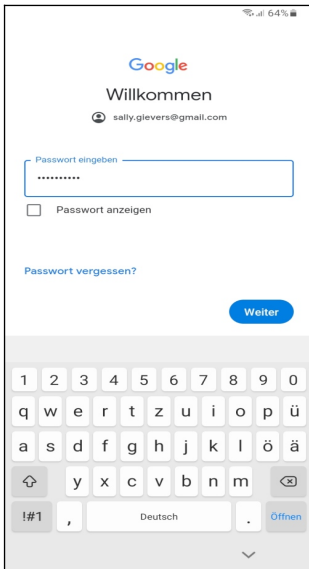 64%
Google
Willkommen
sally.gievers@gmail.com
Passwort eingeben
••••••••••
Passwort anzeigen
Passwort vergessen?
Weiter
1 2 3 4 5 6 7 8 9 0
q w e r t z u i o p ü
a s d f g h j k l ö ä
y x c v b n m
!#1 , Deutsch . Öffnen